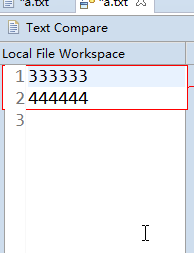 *a.txt *a.txt
Text Compare
Local File Workspace
1 333333
2 444444
3